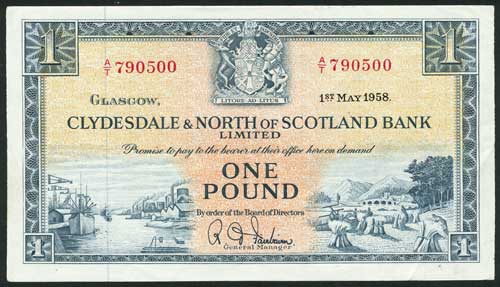 1
1
A/T 790500
A/T 790500
LITORE·AD·LITUS
GLASGOW,
1ST MAY 1958.
CLYDESDALE & NORTH OF SCOTLAND BANK
LIMITED
Promise to pay to the bearer at their office here on demand
ONE
POUND
By order of the Board of Directors
R. D. Fairbairn
General Manager
1
1